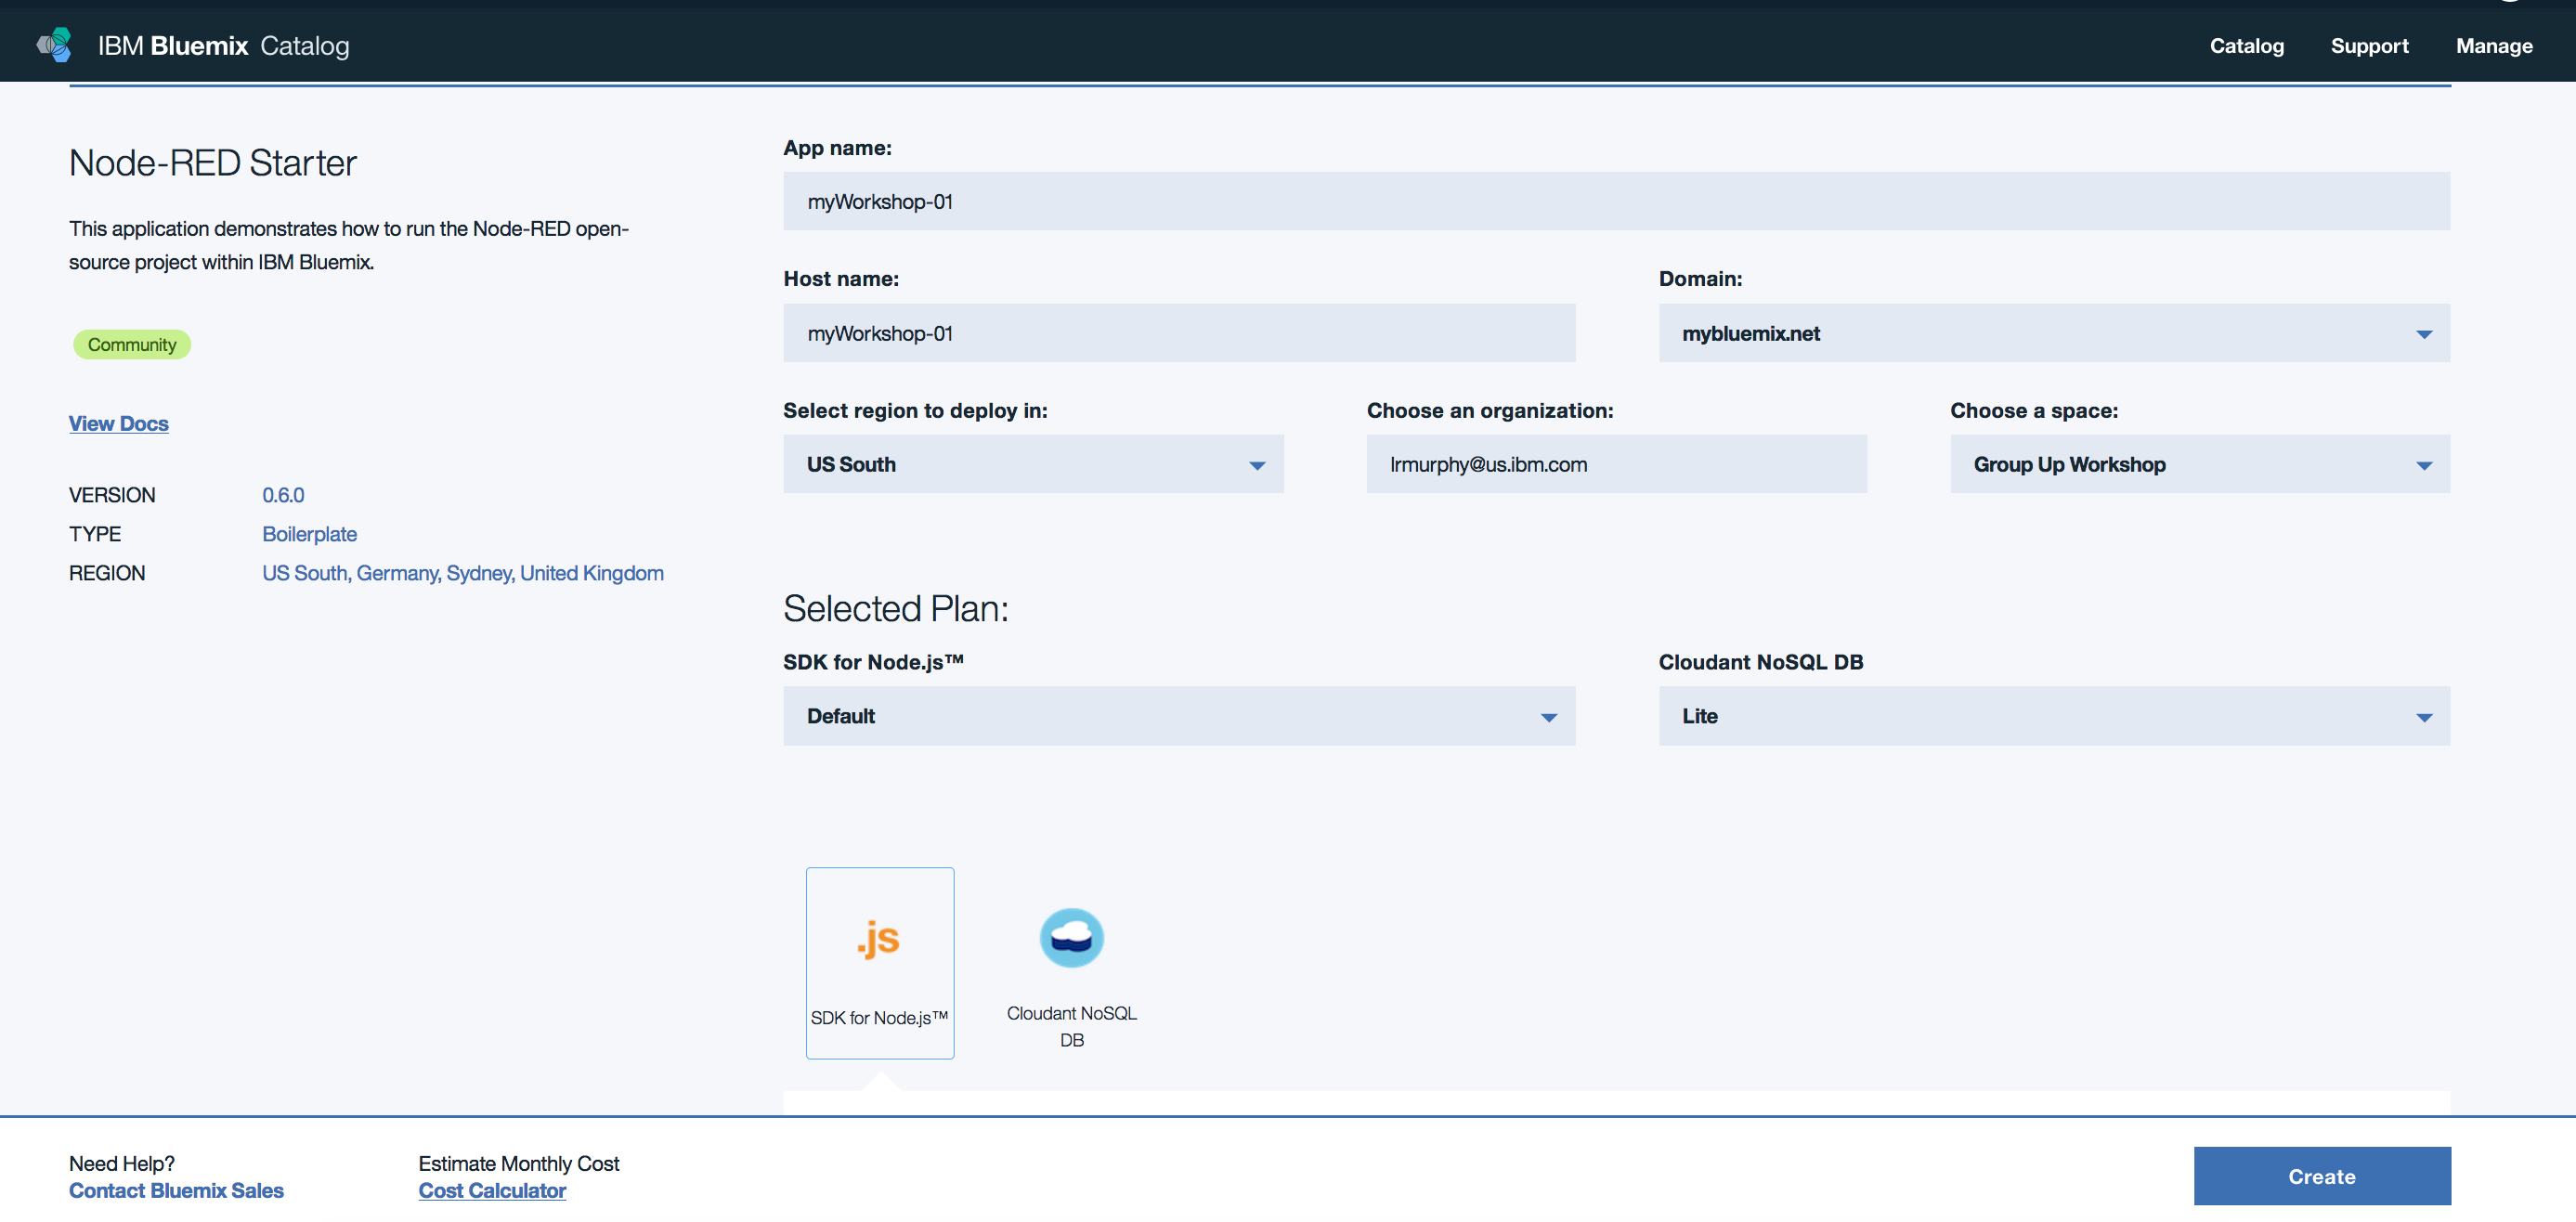 IBM Bluemix Catalog
Catalog Support Manage
Node-RED Starter
This application demonstrates how to run the Node-RED open-
source project within IBM Bluemix.
Community
View Docs
VERSION 0.6.0
TYPE Boilerplate
REGION US South, Germany, Sydney, United Kingdom
App name:
myWorkshop-01
Host name:
myWorkshop-01
Domain:
mybluemix.net
Select region to deploy in:
US South
Choose an organization:
lrmurphy@us.ibm.com
Choose a space:
Group Up Workshop
Selected Plan:
SDK for Node.js™
Default
Cloudant NoSQL DB
Lite
.js
SDK for Node.js™
Cloudant NoSQL
DB
Need Help?
Contact Bluemix Sales
Estimate Monthly Cost
Cost Calculator
Create